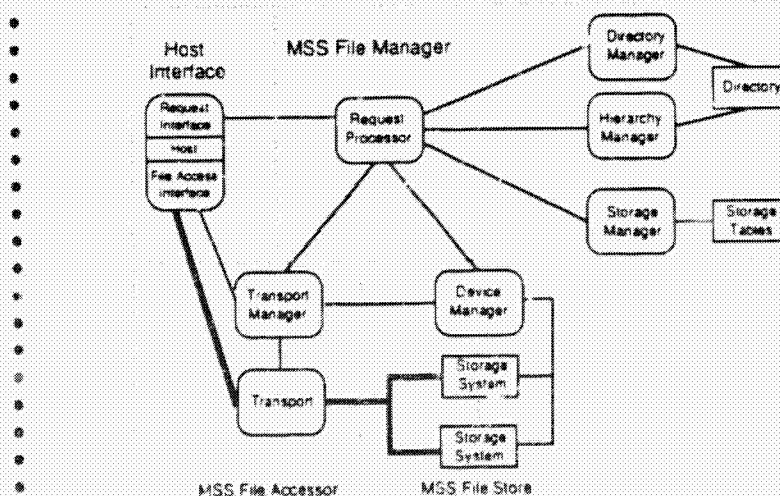 Host
Interface
MSS File Manager
Request
Interface
Host
File Access
Interface
Request
Processor
Directory
Manager
Directory
Hierarchy
Manager
Storage
Manager
Storage
Tables
Transport
Manager
Device
Manager
Transport
Storage
System
Storage
System
MSS File Accessor
MSS File Store